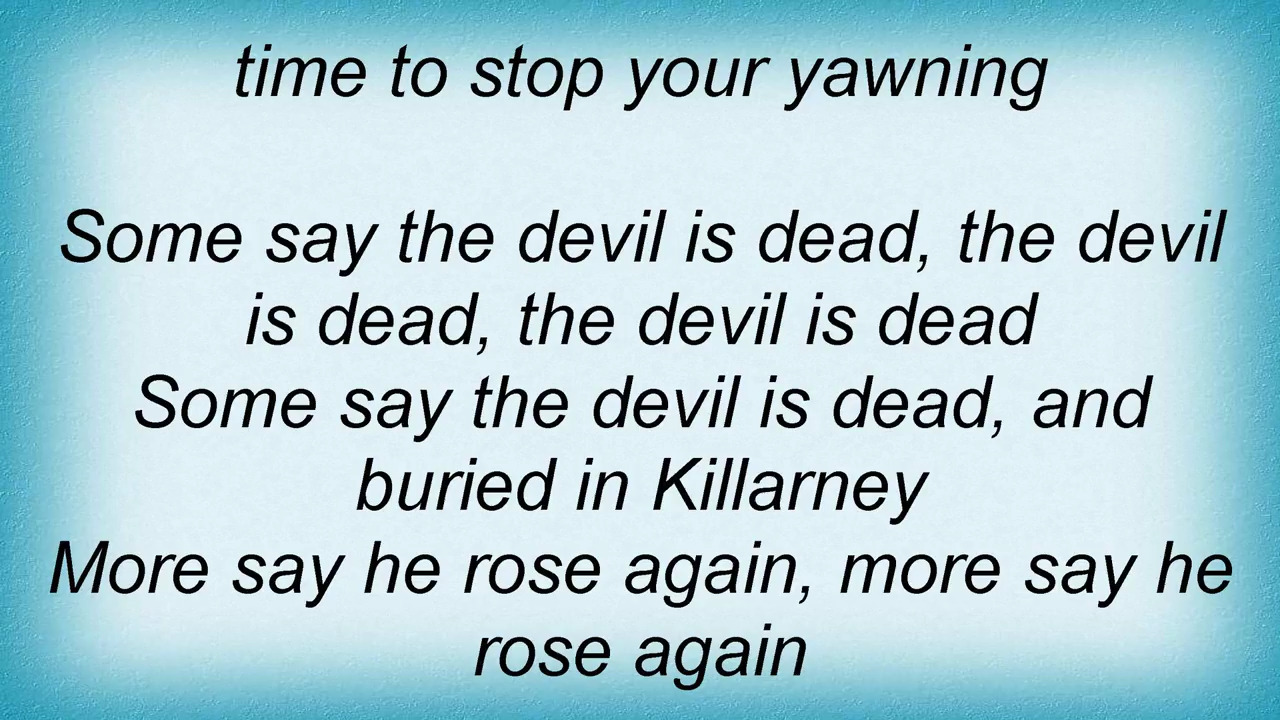 time to stop your yawning
Some say the devil is dead, the devil
is dead, the devil is dead
Some say the devil is dead, and
buried in Killarney
More say he rose again, more say he
rose again